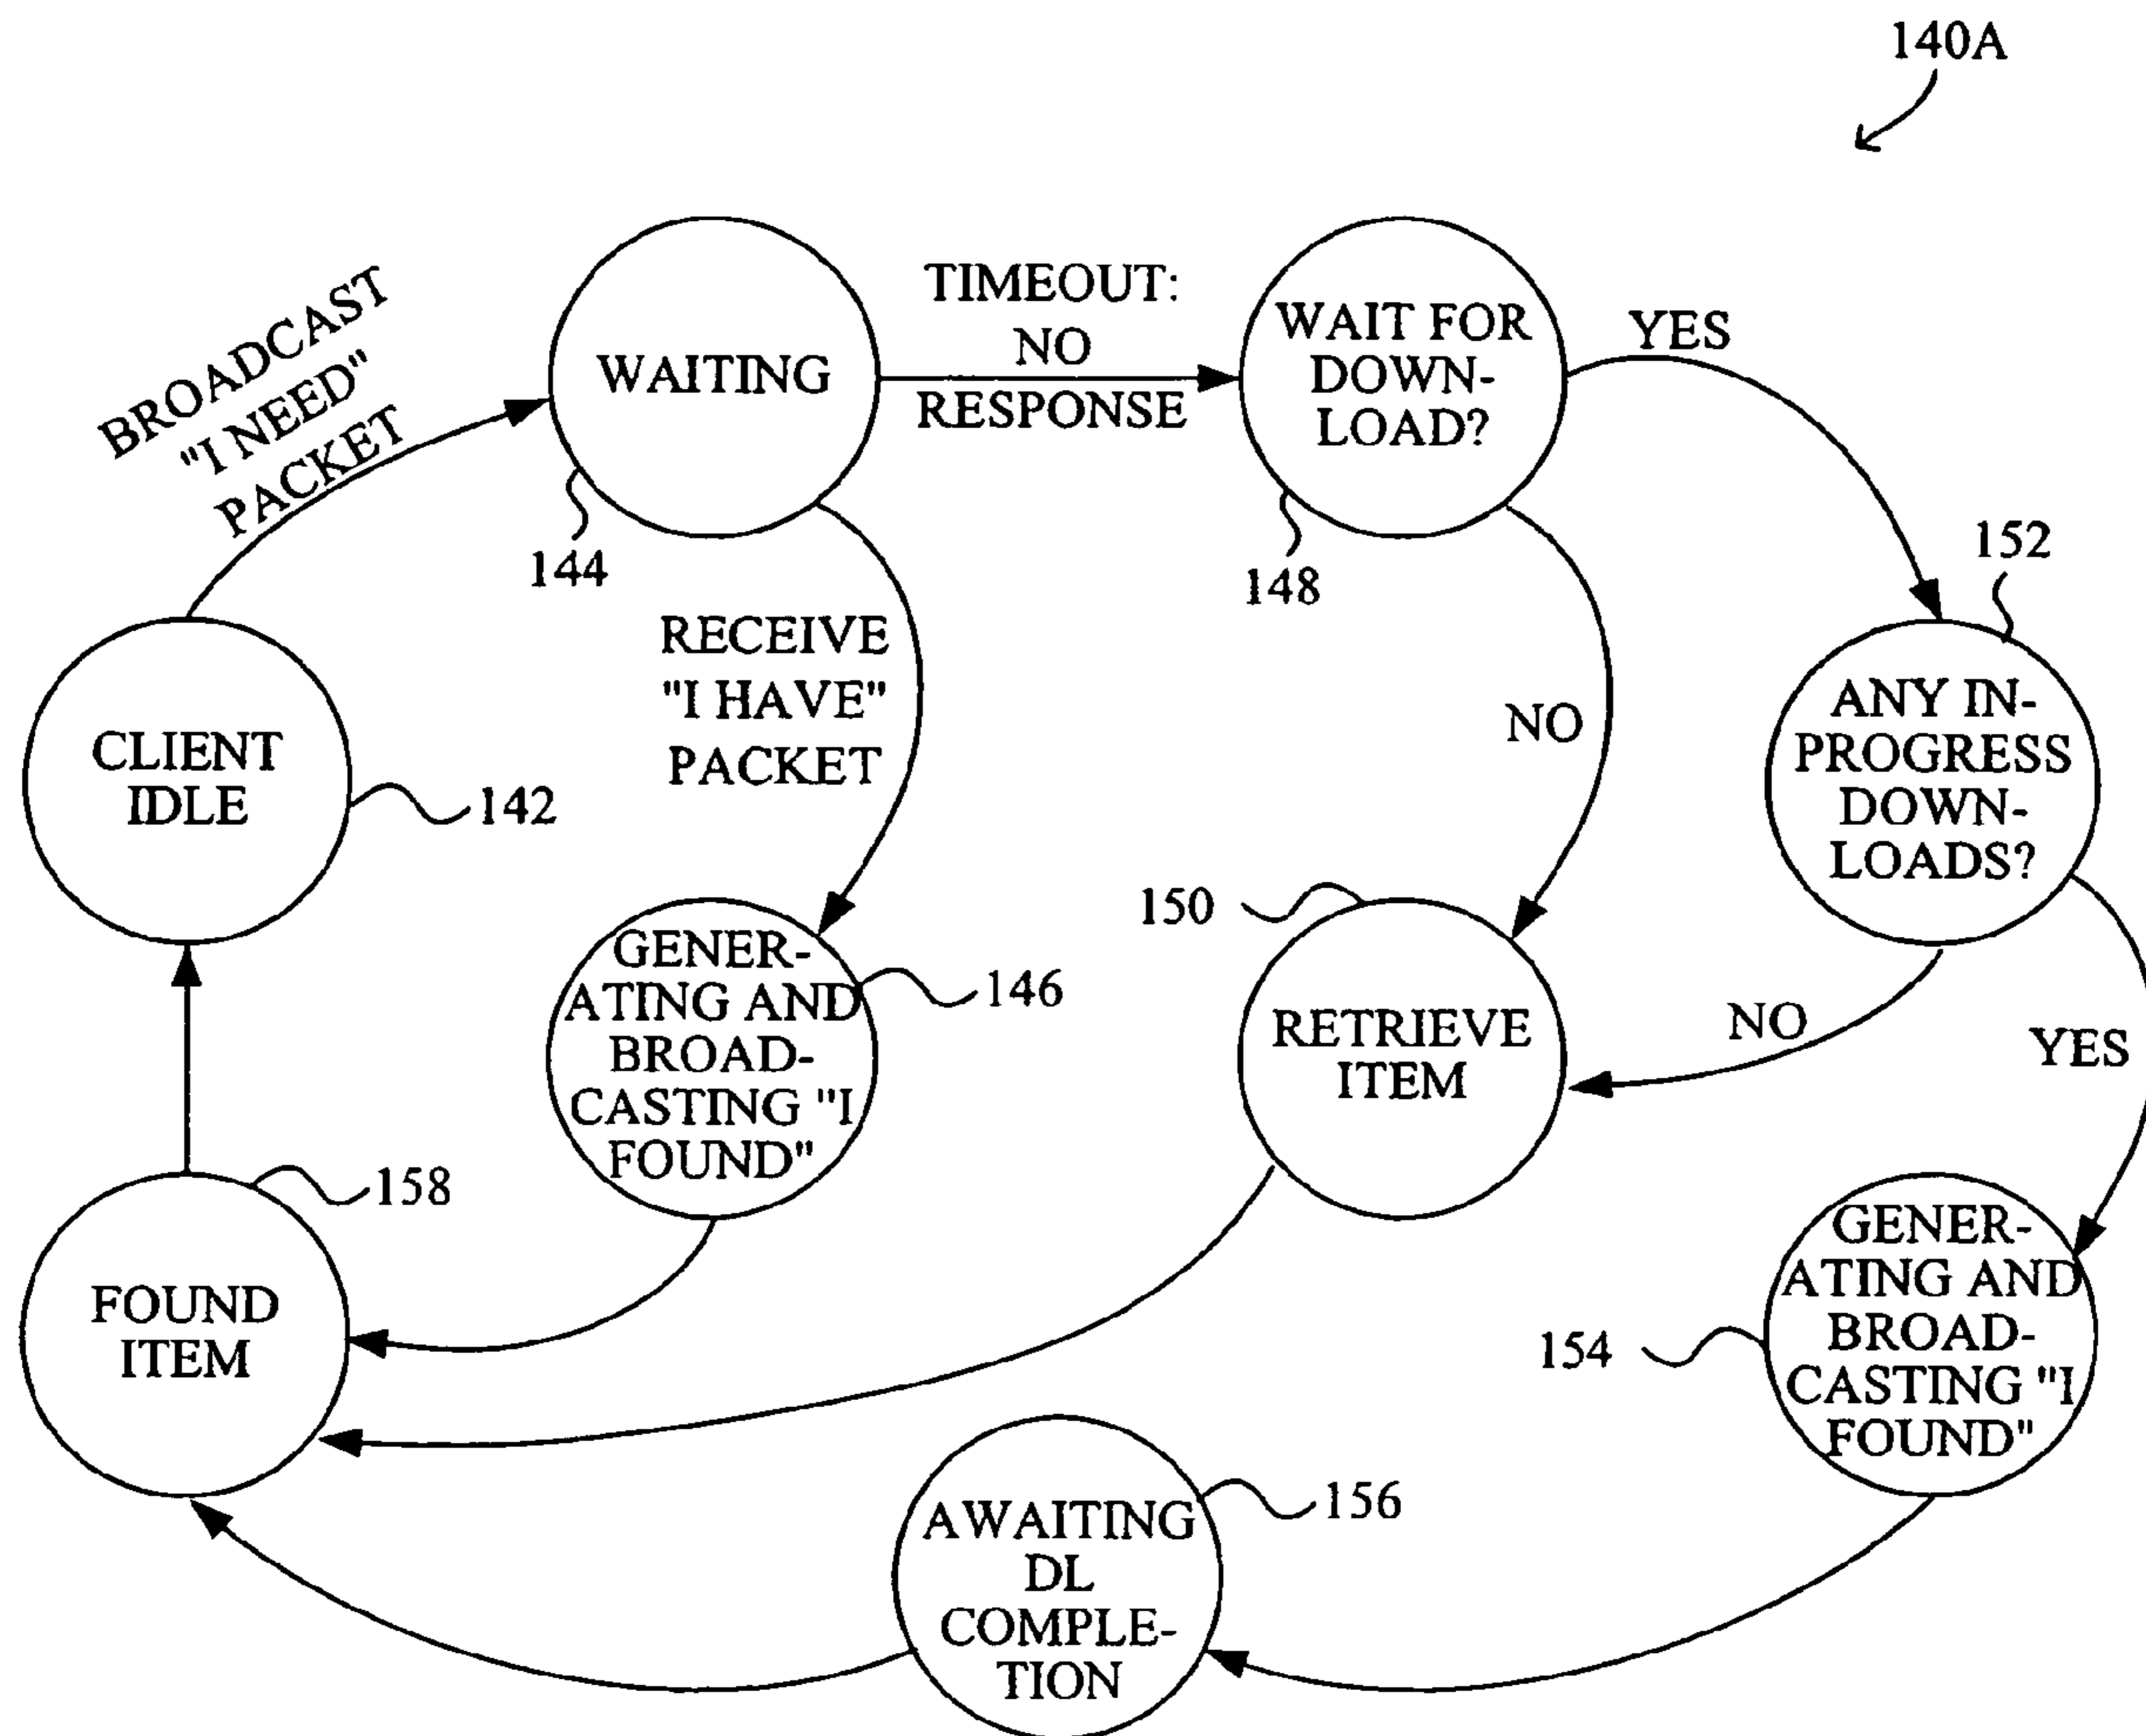 140A
BROADCAST
"I NEED"
PACKET
WAITING
144
TIMEOUT:
NO
RESPONSE
WAIT FOR
DOWN-
LOAD?
148
YES
152
RECEIVE
"I HAVE"
PACKET
NO
ANY IN-
PROGRESS
DOWN-
LOADS?
CLIENT
IDLE
142
150
GENER-
ATING AND
BROAD-
CASTING "I
FOUND"
146
RETRIEVE
ITEM
NO
YES
158
FOUND
ITEM
GENER-
ATING AND
BROAD-
CASTING "I
FOUND"
154
AWAITING
DL
COMPLE-
TION
156